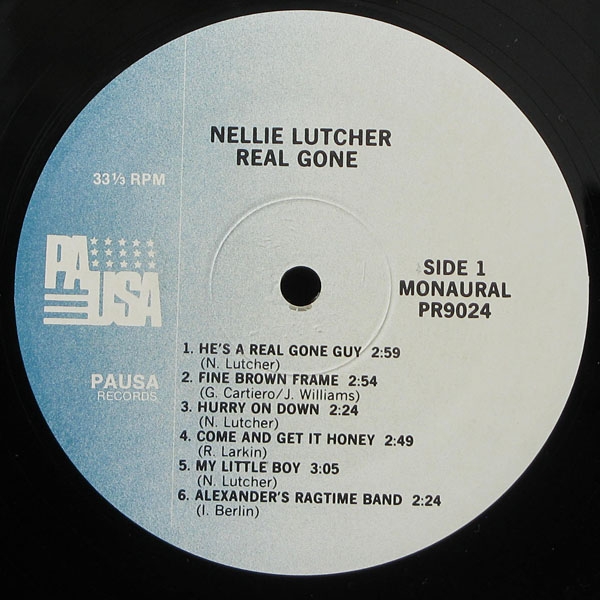 NELLIE LUTCHER
REAL GONE
33⅓ RPM
PAUSA
SIDE 1
MONAURAL
PR9024
PAUSA
RECORDS
1. HE'S A REAL GONE GUY 2:59
(N. Lutcher)
2. FINE BROWN FRAME 2:54
(G. Cartiero/J. Williams)
3. HURRY ON DOWN 2:24
(N. Lutcher)
4. COME AND GET IT HONEY 2:49
(R. Larkin)
5. MY LITTLE BOY 3:05
(N. Lutcher)
6. ALEXANDER'S RAGTIME BAND 2:24
(I. Berlin)